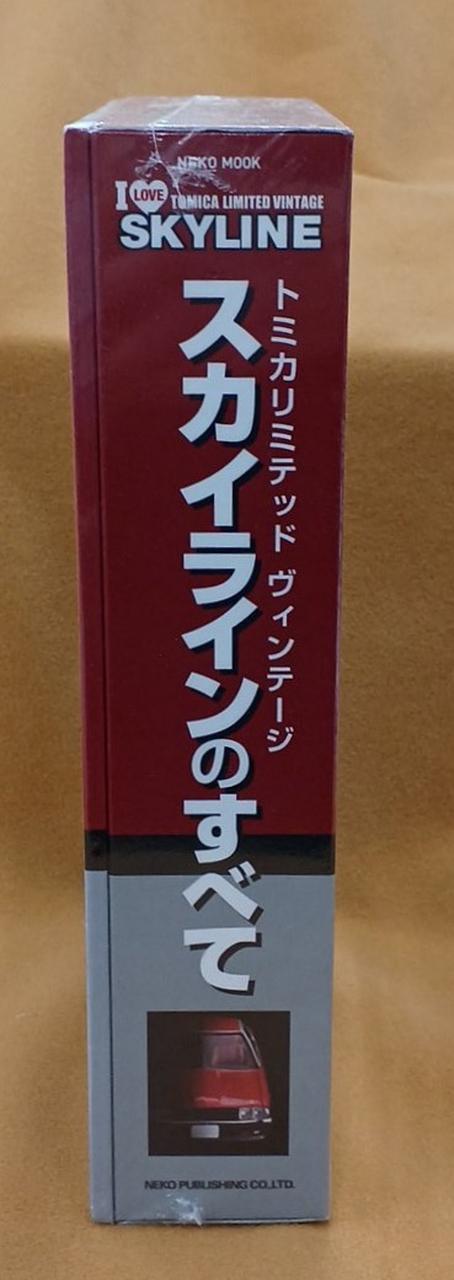 NEKO MOOK
I LOVE TOMICA LIMITED VINTAGE
SKYLINE
トミカリミテッド ヴィンテージ
スカイラインのすべて
NEKO PUBLISHING CO.,LTD.